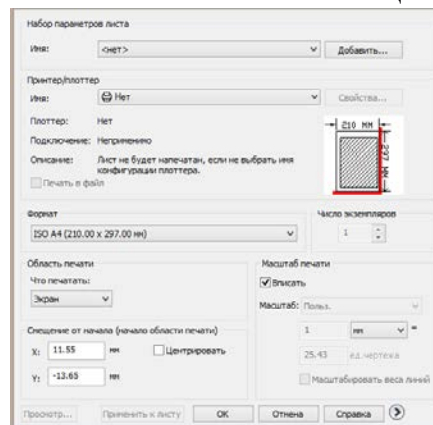 Набор параметров листа
Имя: <нет> Добавить...
Принтер/плоттер
Имя: Нет Свойства...
Плоттер: Нет
Подключение: Неприменимо
Описание: Лист не будет напечатан, если не выбрать имя
конфигурации плоттера.
Печать в файл
210 MM
297 MM
Формат
ISO A4 (210.00 x 297.00 мм)
Число экземпляров
1
Область печати
Что печатать:
Экран
Масштаб печати
Вписать
Масштаб: Польз.
1 мм =
25.43 ед.чертежа
Масштабировать веса линий
Смещение от начала (начало области печати)
X: 11.55 мм Центрировать
Y: -13.65 мм
Просмотр... Применить к листу ОК Отмена Справка